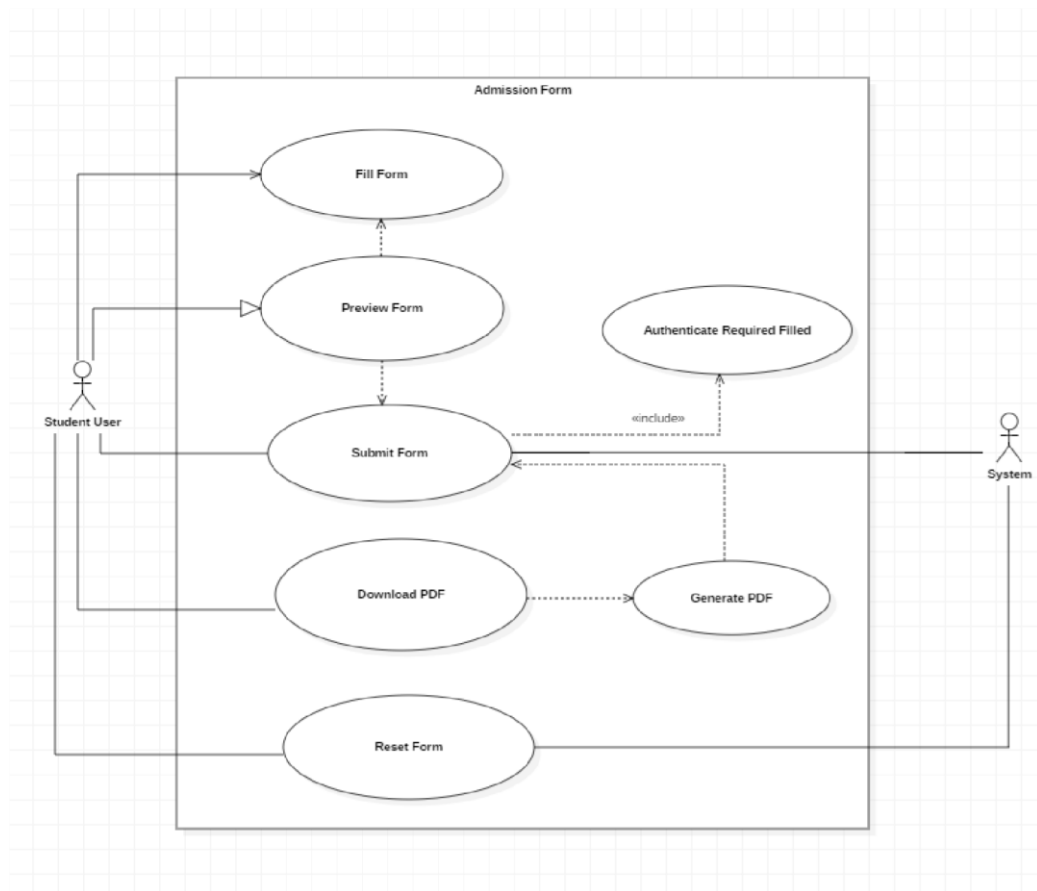 Admission Form
Fill Form
Preview Form
Authenticate Required Filled
Student User
«include»
Submit Form
System
Download PDF
Generate PDF
Reset Form